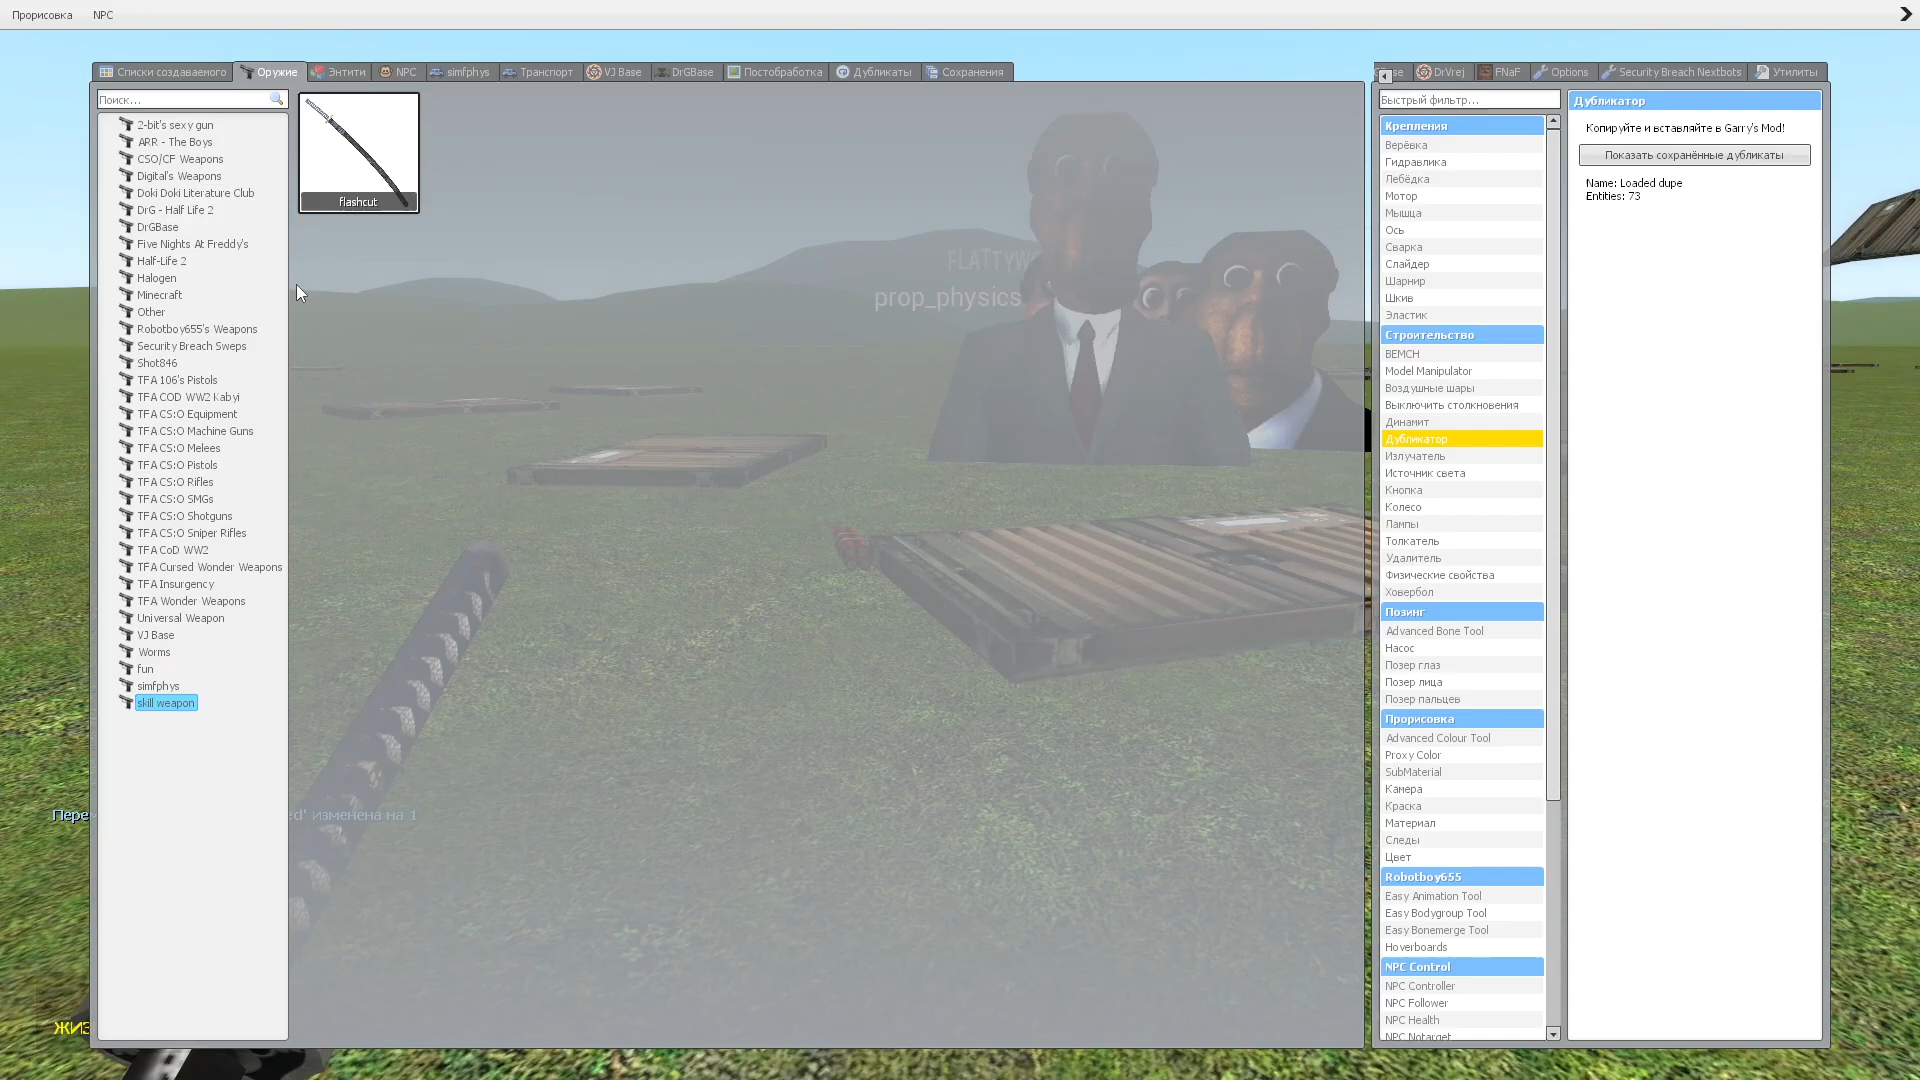 Прорисовка NPC
Списки создаваемого Оружие Энтити NPC simfphys Транспорт VJ Base DrGBase Постобработка Дубликаты Сохранения
DrVrej FNaF Options Security Breach Nextbots Утилиты
Поиск...
2-bit's sexy gun
ARR - The Boys
CSO/CF Weapons
Digital's Weapons
Doki Doki Literature Club
DrG - Half Life 2
DrGBase
Five Nights At Freddy's
Half-Life 2
Halogen
Minecraft
Other
Robotboy655's Weapons
Security Breach Sweps
Shot846
TFA 106's Pistols
TFA COD WW2 Kabyi
TFA CS:O Equipment
TFA CS:O Machine Guns
TFA CS:O Melees
TFA CS:O Pistols
TFA CS:O Rifles
TFA CS:O SMGs
TFA CS:O Shotguns
TFA CS:O Sniper Rifles
TFA CoD WW2
TFA Cursed Wonder Weapons
TFA Insurgency
TFA Wonder Weapons
Universal Weapon
VJ Base
Worms
fun
simfphys
skill weapon
flashcut
prop_physics
изменена на 1
Быстрый фильтр...
Крепления
Верёвка
Гидравлика
Лебёдка
Мотор
Мышца
Ось
Сварка
Слайдер
Шарнир
Шкив
Эластик
Строительство
BEMCH
Model Manipulator
Воздушные шары
Выключить столкновения
Динамит
Дубликатор
Излучатель
Источник света
Кнопка
Колесо
Лампы
Толкатель
Удалитель
Физические свойства
Ховербол
Позинг
Advanced Bone Tool
Насос
Позер глаз
Позер лица
Позер пальцев
Прорисовка
Advanced Colour Tool
Proxy Color
SubMaterial
Камера
Краска
Материал
Следы
Цвет
Robotboy655
Easy Animation Tool
Easy Bodygroup Tool
Easy Bonemerge Tool
Hoverboards
NPC Control
NPC Controller
NPC Follower
NPC Health
NPC Notarget
Дубликатор
Копируйте и вставляйте в Garry's Mod!
Показать сохранённые дубликаты
Name: Loaded dupe
Entities: 73